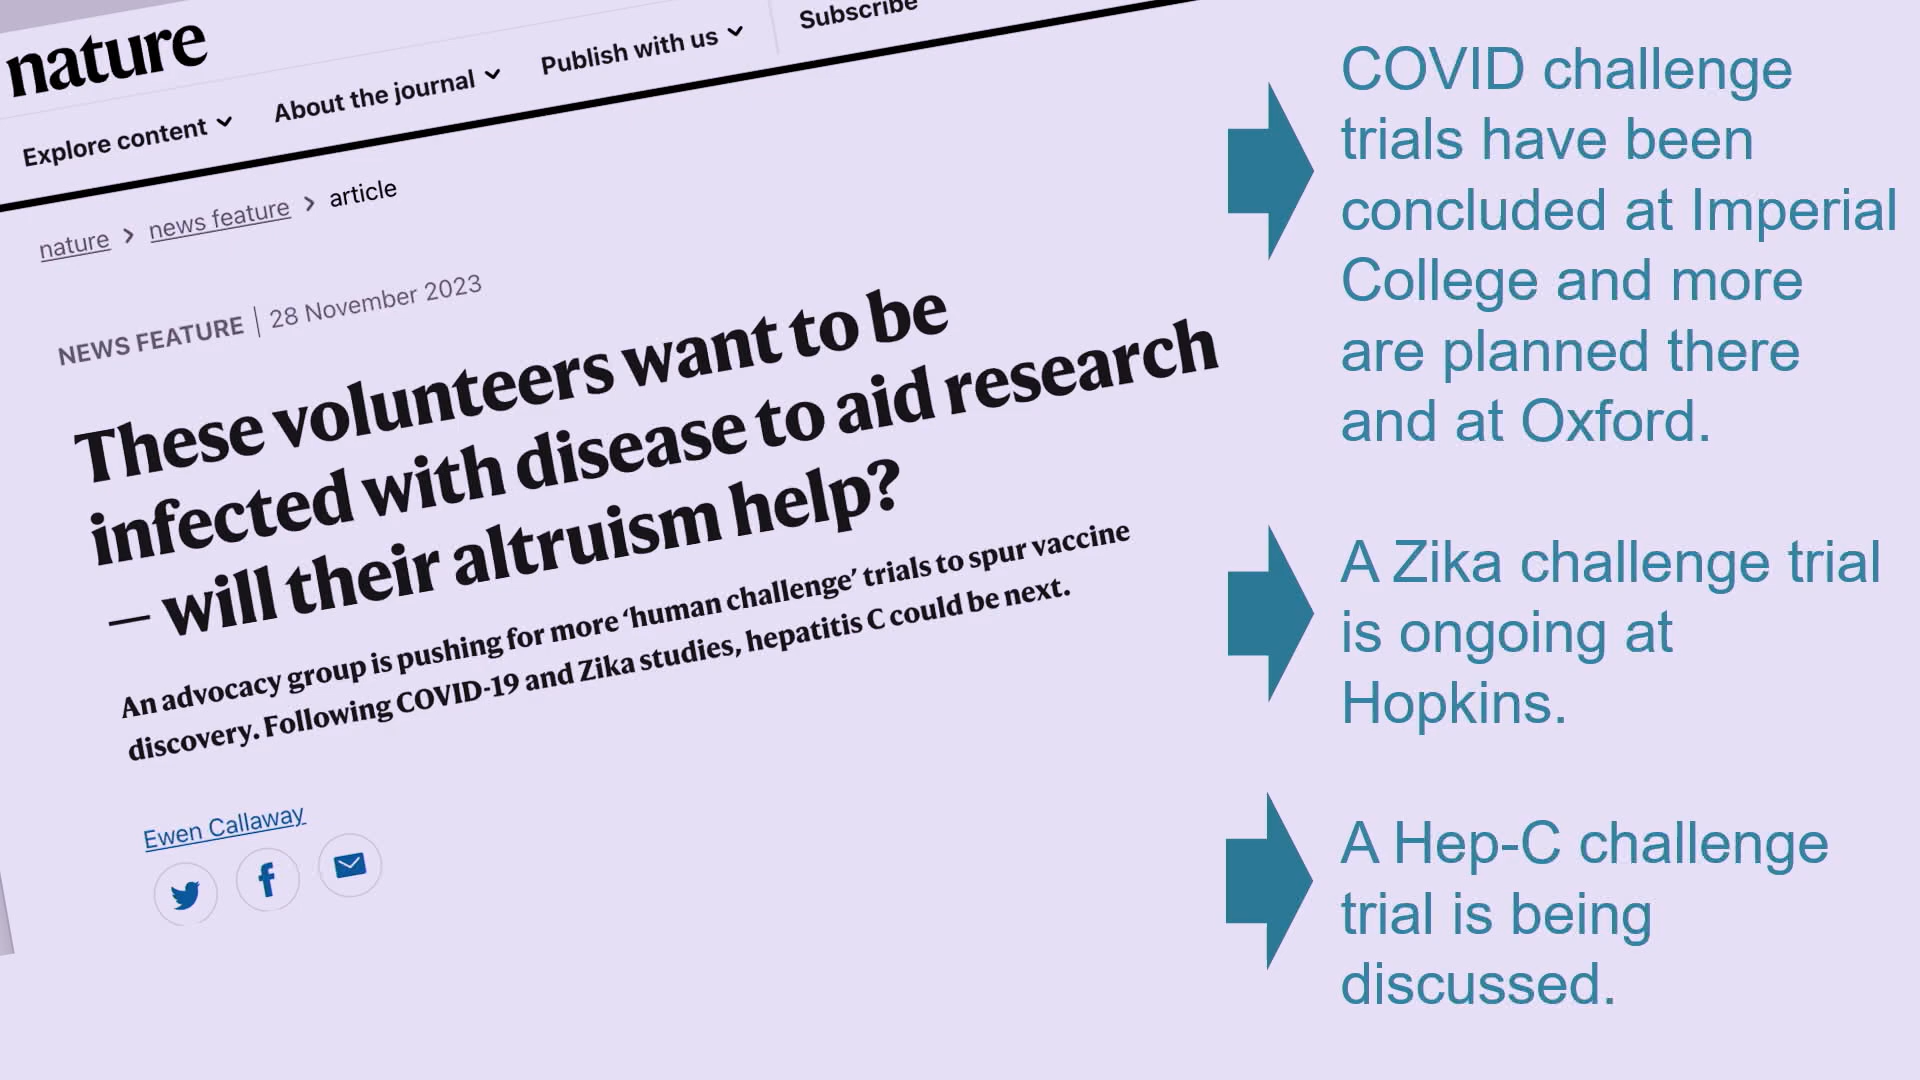 nature
Explore content
About the journal
Publish with us
Subscribe
nature > news feature > article
NEWS FEATURE | 28 November 2023
These volunteers want to be
infected with disease to aid research
— will their altruism help?
An advocacy group is pushing for more ‘human challenge’ trials to spur vaccine
discovery. Following COVID-19 and Zika studies, hepatitis C could be next.
Ewen Callaway
COVID challenge
trials have been
concluded at Imperial
College and more
are planned there
and at Oxford.
A Zika challenge trial
is ongoing at
Hopkins.
A Hep-C challenge
trial is being
discussed.